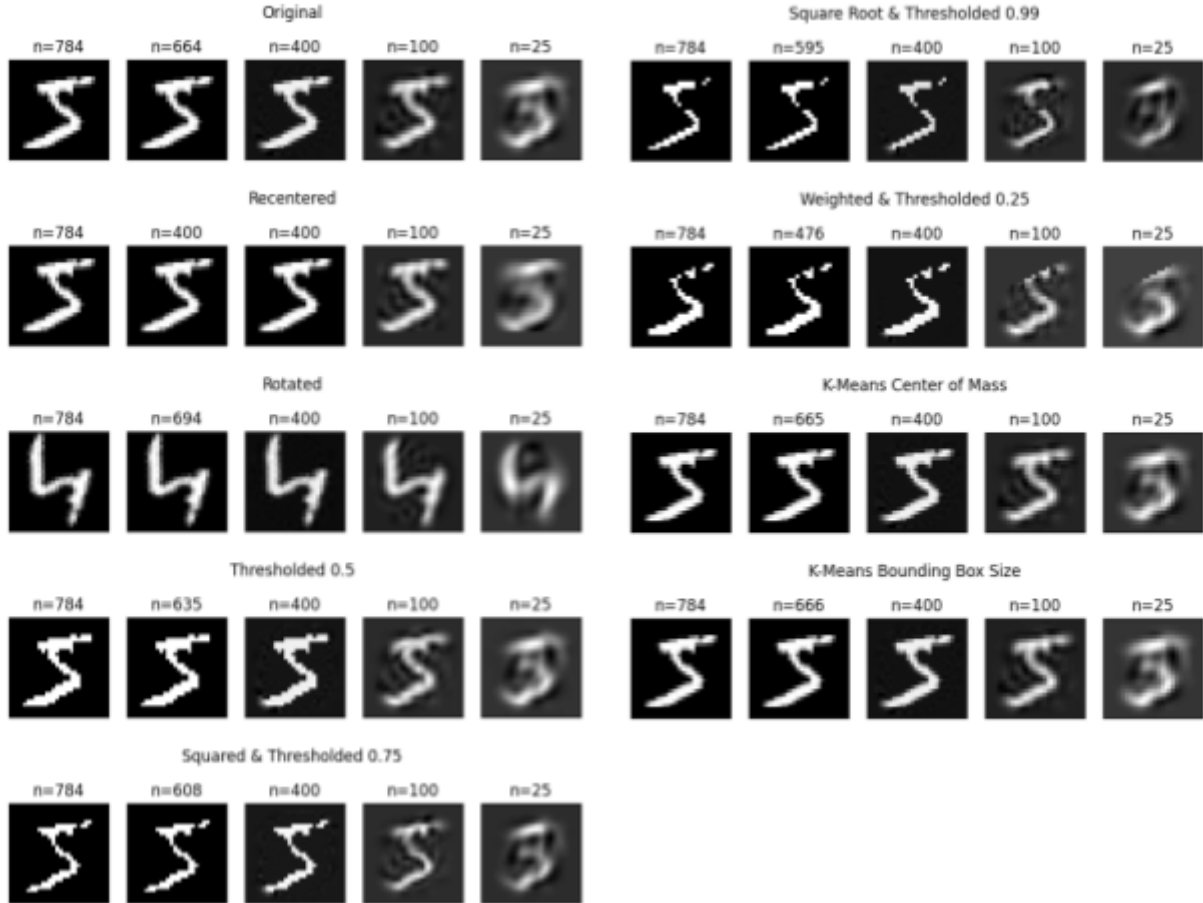 Original
n=784 n=664 n=400 n=100 n=25
Recentered
n=784 n=400 n=400 n=100 n=25
Rotated
n=784 n=694 n=400 n=100 n=25
Thresholded 0.5
n=784 n=635 n=400 n=100 n=25
Squared & Thresholded 0.75
n=784 n=608 n=400 n=100 n=25
Square Root & Thresholded 0.99
n=784 n=595 n=400 n=100 n=25
Weighted & Thresholded 0.25
n=784 n=476 n=400 n=100 n=25
K-Means Center of Mass
n=784 n=665 n=400 n=100 n=25
K-Means Bounding Box Size
n=784 n=666 n=400 n=100 n=25